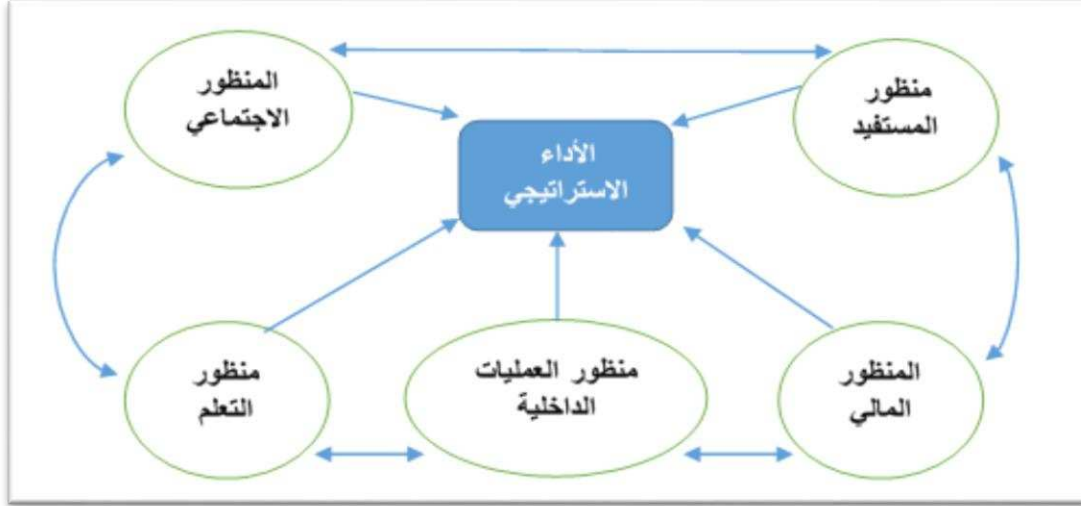 منظور
المستفيد
المنظور
الاجتماعي
الأداء
الاستراتيجي
المنظور
المالي
منظور العمليات
الداخلية
منظور
التعلم